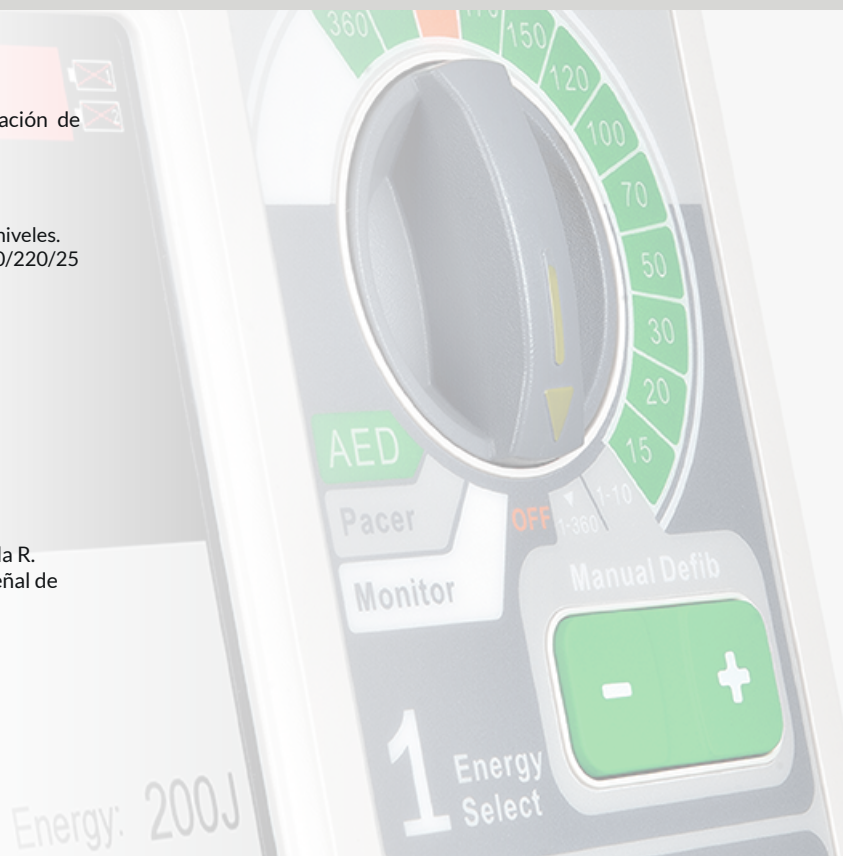 ación de
niveles.
0/220/25
la R.
eñal de
360
150
120
100
70
50
30
20
15
1-10
1-360
OFF
AED
Pacer
Monitor
Manual Defib
- +
1 Energy
Select
Energy: 200J